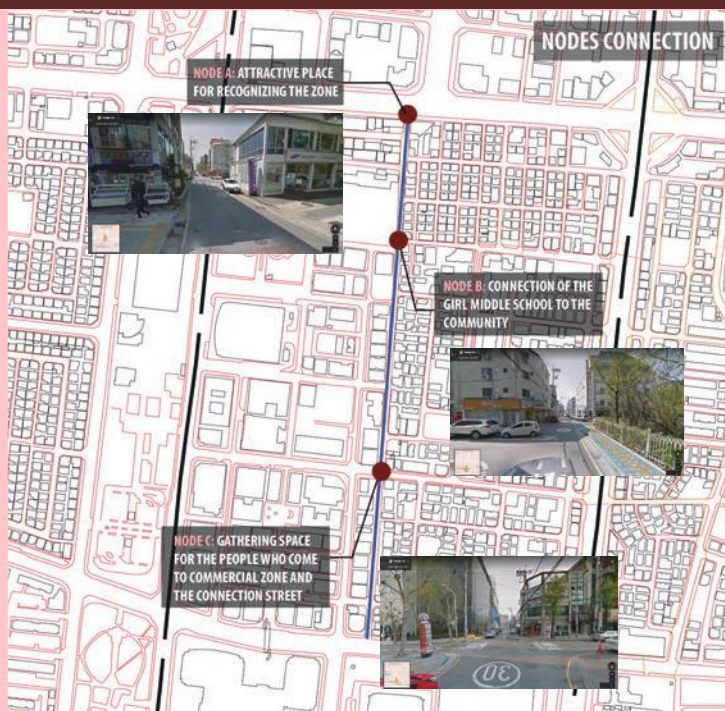 NODES CONNECTION
NODE A: ATTRACTIVE PLACE
FOR RECOGNIZING THE ZONE
NODE B: CONNECTION OF THE
GIRL MIDDLE SCHOOL TO THE
COMMUNITY
NODE C: GATHERING SPACE
FOR THE PEOPLE WHO COME
TO COMMERCIAL ZONE AND
THE CONNECTION STREET
30